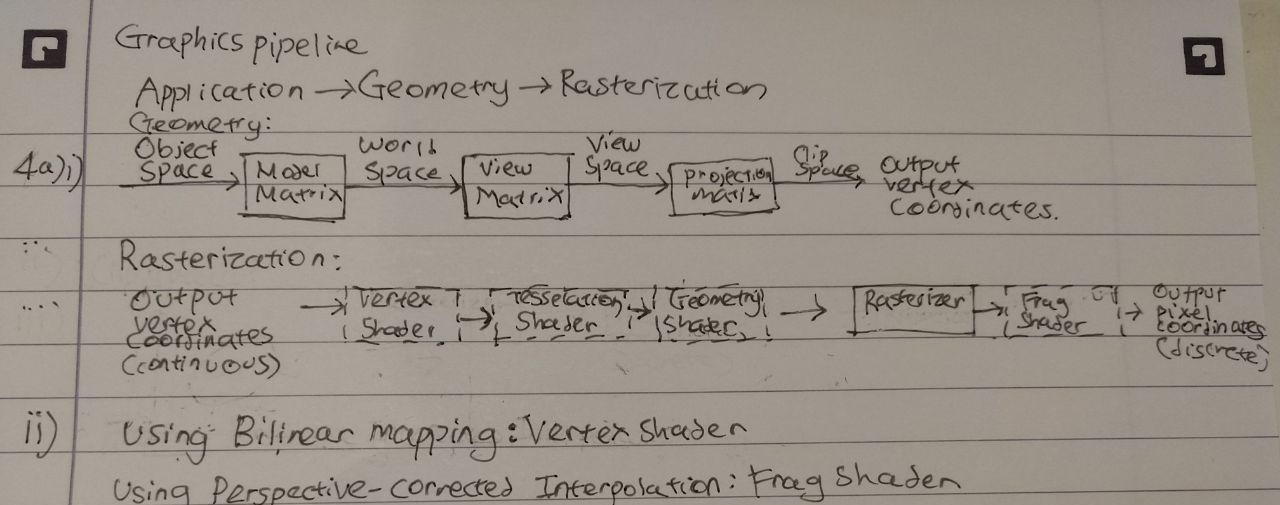 Graphics pipeline
Application → Geometry → Rasterization
Geometry:
4a)i) Object Space → Model Matrix → World Space → View Matrix → View Space → projection matrix → Clip Space → Output vertex coordinates.
Rasterization:
Output vertex coordinates (continuous) → Vertex Shader → Tesselation Shader → Geometry Shader → Rasterizer → Frag Shader → Output pixel coordinates (discrete)
ii) Using Bilinear mapping: Vertex Shader
Using Perspective-corrected Interpolation: Frag Shader